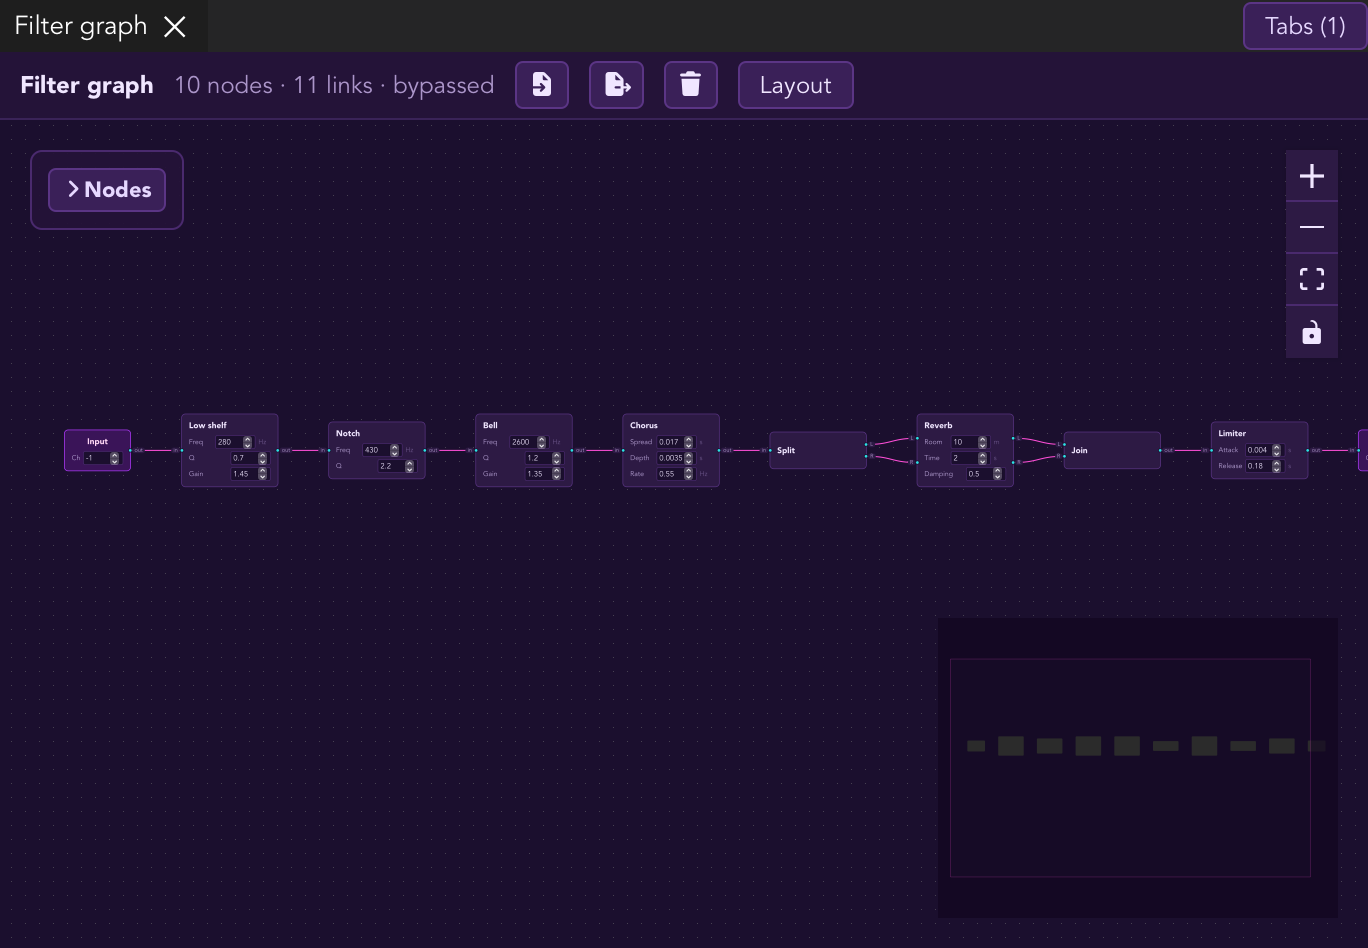 Filter graph
Tabs (1)
Filter graph 10 nodes · 11 links · bypassed Layout
Nodes
Input
Ch -1
out
in
Low shelf
Freq 280 Hz
Q 0.7
Gain 1.45
out
in
Notch
Freq 430 Hz
Q 2.2
out
in
Bell
Freq 2600 Hz
Q 1.2
Gain 1.35
out
in
Chorus
Spread 0.017 s
Depth 0.0035 s
Rate 0.55 Hz
out
in
Split
L
R
L
R
Reverb
Room 10 m
Time 2 s
Damping 0.5
L
R
L
R
Join
out
in
Limiter
Attack 0.004 s
Release 0.18 s
out
in